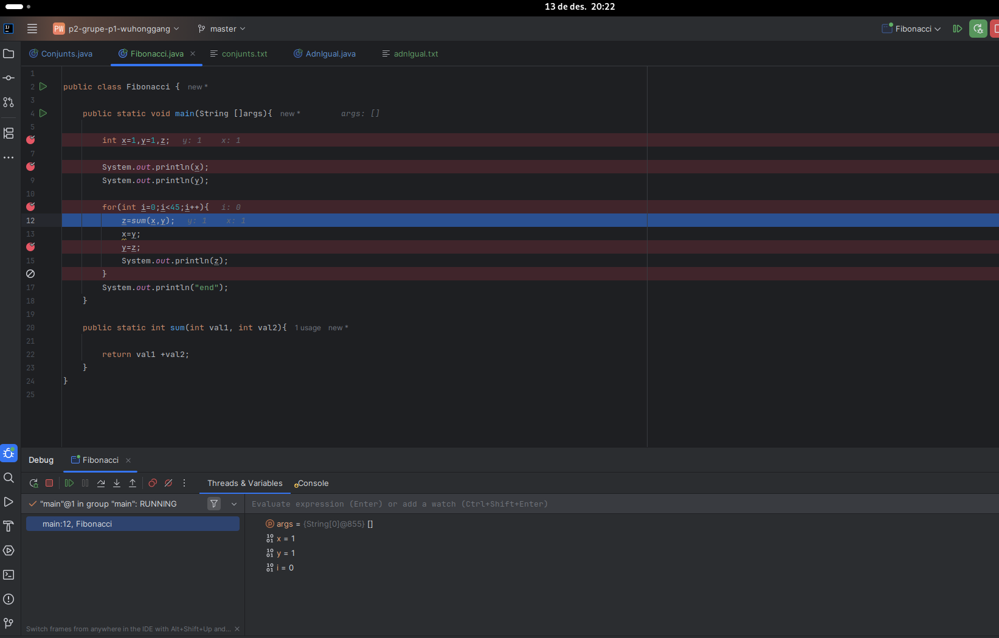 13 de des.  20:22
IJ
PW p2-grupe-p1-wuhonggang
master
Fibonacci
Conjunts.java
Fibonacci.java
conjunts.txt
AdnIgual.java
adnIgual.txt
1
2 public class Fibonacci { new *
3
4 public static void main(String []args){ new * args: []
5
int x=1,y=1,z; y: 1 x: 1
7
System.out.println(x);
9 System.out.println(y);
10
for(int i=0;i<45;i++){ i: 0
12 z=sum(x,y); y: 1 x: 1
13 x=y;
y=z;
15 System.out.println(z);
}
17 System.out.println("end");
18 }
19
20 public static int sum(int val1, int val2){ 1 usage new *
21
22 return val1 +val2;
23 }
24 }
25
Debug
Fibonacci
Threads & Variables
Console
"main"@1 in group "main": RUNNING
Evaluate expression (Enter) or add a watch (Ctrl+Shift+Enter)
main:12, Fibonacci
p args = {String[0]@855} []
10 01 x = 1
10 01 y = 1
10 01 i = 0
Switch frames from anywhere in the IDE with Alt+Shift+Up and...